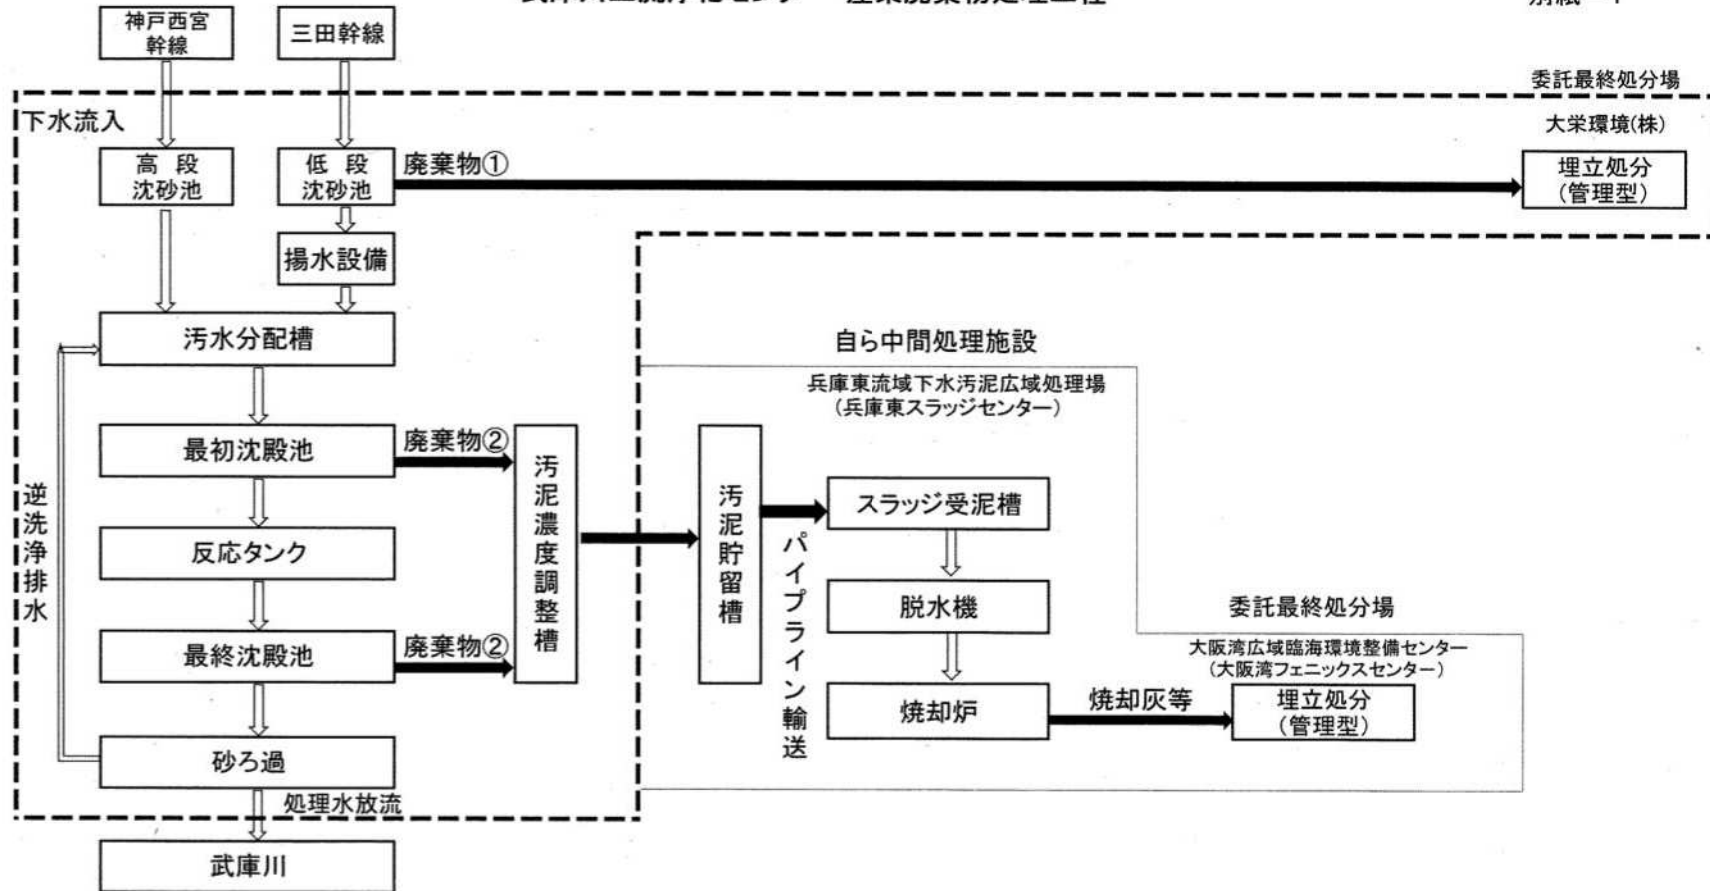 神戸西宮
幹線
三田幹線
委託最終処分場
下水流入
大栄環境(株)
高 段
沈砂池
低 段
沈砂池
廃棄物①
埋立処分
(管理型)
揚水設備
汚水分配槽
自ら中間処理施設
兵庫東流域下水汚泥広域処理場
(兵庫東スラッジセンター)
最初沈殿池
廃棄物②
汚泥濃度調整槽
汚泥貯留槽
スラッジ受泥槽
逆洗浄排水
反応タンク
パイプライン輸送
脱水機
委託最終処分場
最終沈殿池
廃棄物②
大阪湾広域臨海環境整備センター
(大阪湾フェニックスセンター)
焼却炉
焼却灰等
埋立処分
(管理型)
砂ろ過
処理水放流
武庫川